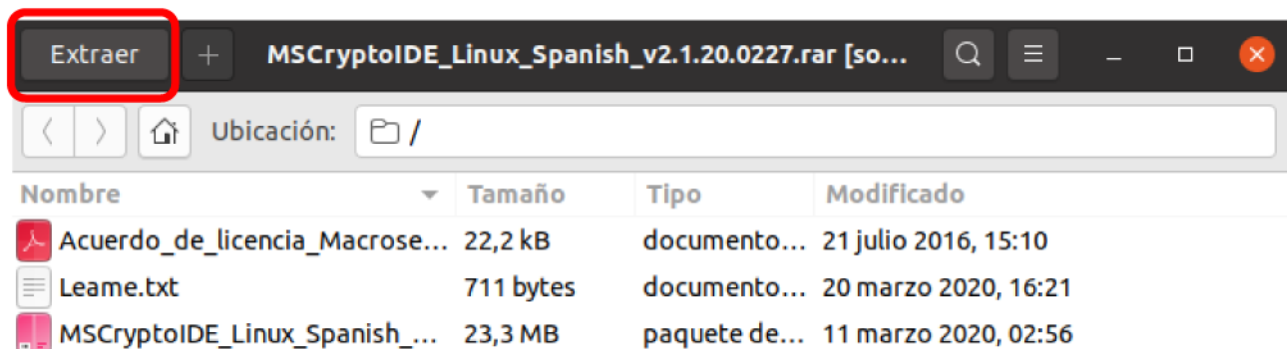 Extraer + MSCryptoIDE_Linux_Spanish_v2.1.20.0227.rar [so...
Ubicación: /
Nombre Tamaño Tipo Modificado
Acuerdo_de_licencia_Macrose... 22,2 kB documento... 21 julio 2016, 15:10
Leame.txt 711 bytes documento... 20 marzo 2020, 16:21
MSCryptoIDE_Linux_Spanish_... 23,3 MB paquete de... 11 marzo 2020, 02:56